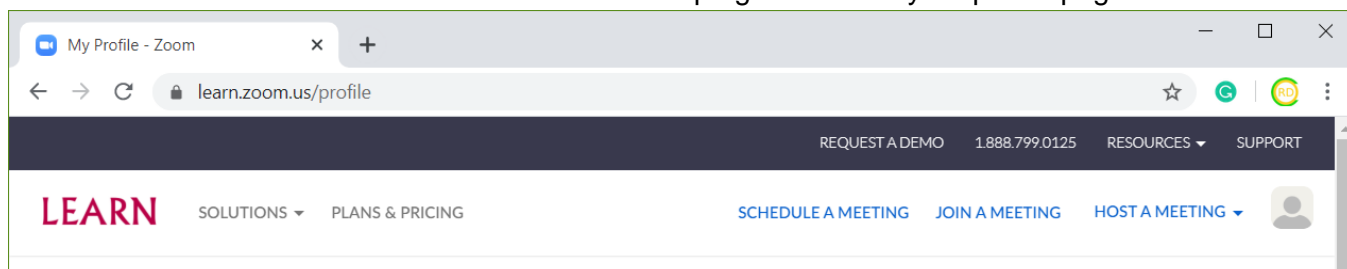 My Profile - Zoom
learn.zoom.us/profile
G
RD
REQUEST A DEMO 1.888.799.0125 RESOURCES SUPPORT
LEARN SOLUTIONS PLANS & PRICING SCHEDULE A MEETING JOIN A MEETING HOST A MEETING